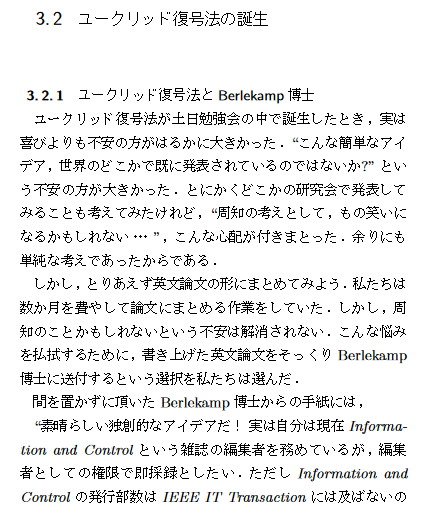 3.2 ユークリッド復号法の誕生
3.2.1 ユークリッド復号法と Berlekamp 博士
ユークリッド復号法が土日勉強会の中で誕生したとき，実は
喜びよりも不安の方がはるかに大きかった．“こんな簡単なアイ
デア，世界のどこかで既に発表されているのではないか?” とい
う不安の方が大きかった．とにかくどこかの研究会で発表して
みることも考えてみたけれど，“周知の考えとして，もの笑いに
なるかもしれない … ”，こんな心配が付きまとった．余りにも
単純な考えであったからである．
しかし，とりあえず英文論文の形にまとめてみよう．私たちは
数か月を費やして論文にまとめる作業をしていた．しかし，周
知のことかもしれないという不安は解消されない．こんな悩み
を払拭するために，書き上げた英文論文をそっくり Berlekamp
博士に送付するという選択を私たちは選んだ．
間を置かずに頂いた Berlekamp 博士からの手紙には，
“素晴らしい独創的なアイデアだ！ 実は自分は現在 Informa-
tion and Control という雑誌の編集者を務めているが，編集
者としての権限で即採録としたい．ただし Information and
Control の発行部数は IEEE IT Transaction には及ばないの